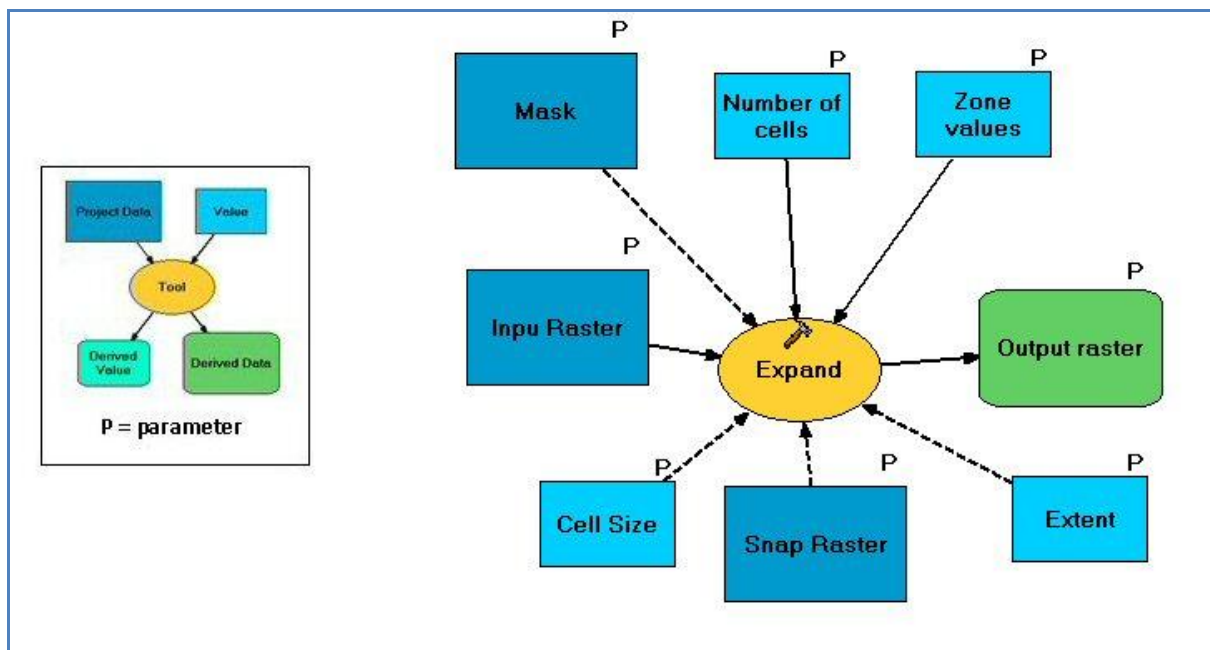 P
Mask
P
Number of
cells
P
Zone
values
Project Data
Value
Tool
Derived
Value
Derived Data
P = parameter
P
Inpu Raster
Expand
P
Output raster
P
Cell Size
P
Snap Raster
P
Extent